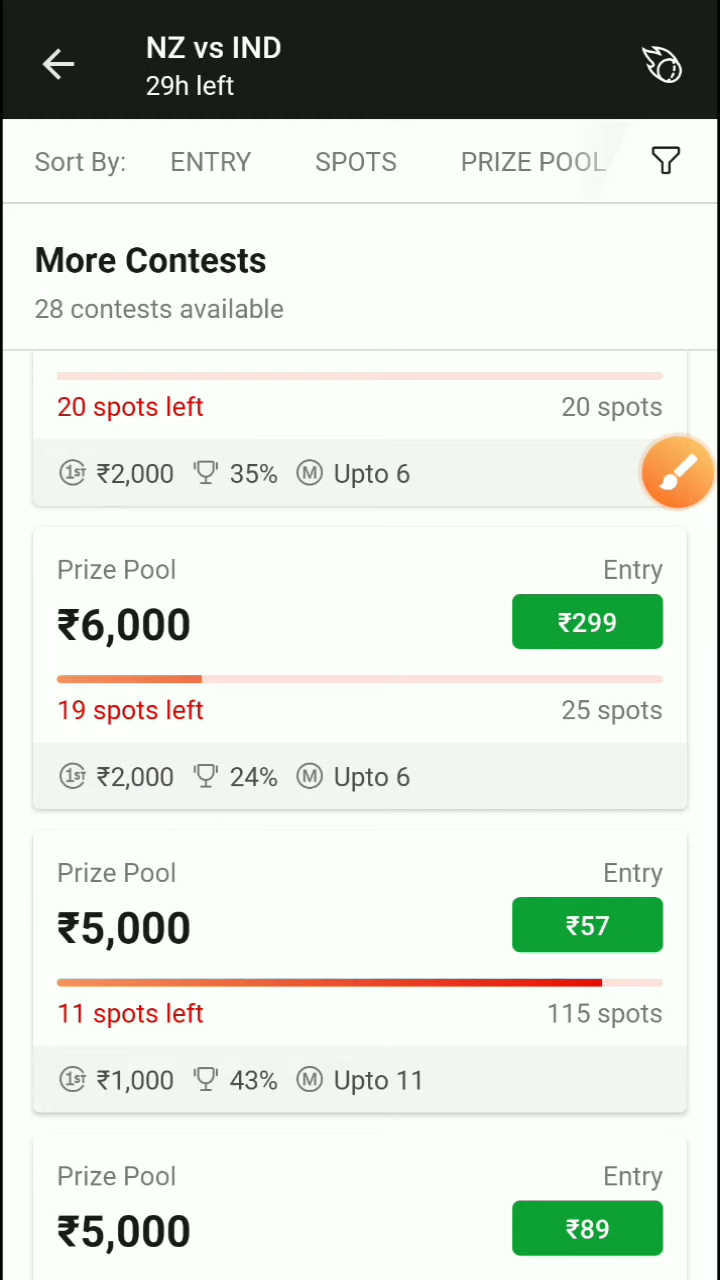 NZ vs IND
29h left
Sort By: ENTRY SPOTS PRIZE POOL
More Contests
28 contests available
20 spots left 20 spots
1ST ₹2,000 35% M Upto 6
Prize Pool Entry
₹6,000 ₹299
19 spots left 25 spots
1ST ₹2,000 24% M Upto 6
Prize Pool Entry
₹5,000 ₹57
11 spots left 115 spots
1ST ₹1,000 43% M Upto 11
Prize Pool Entry
₹5,000 ₹89